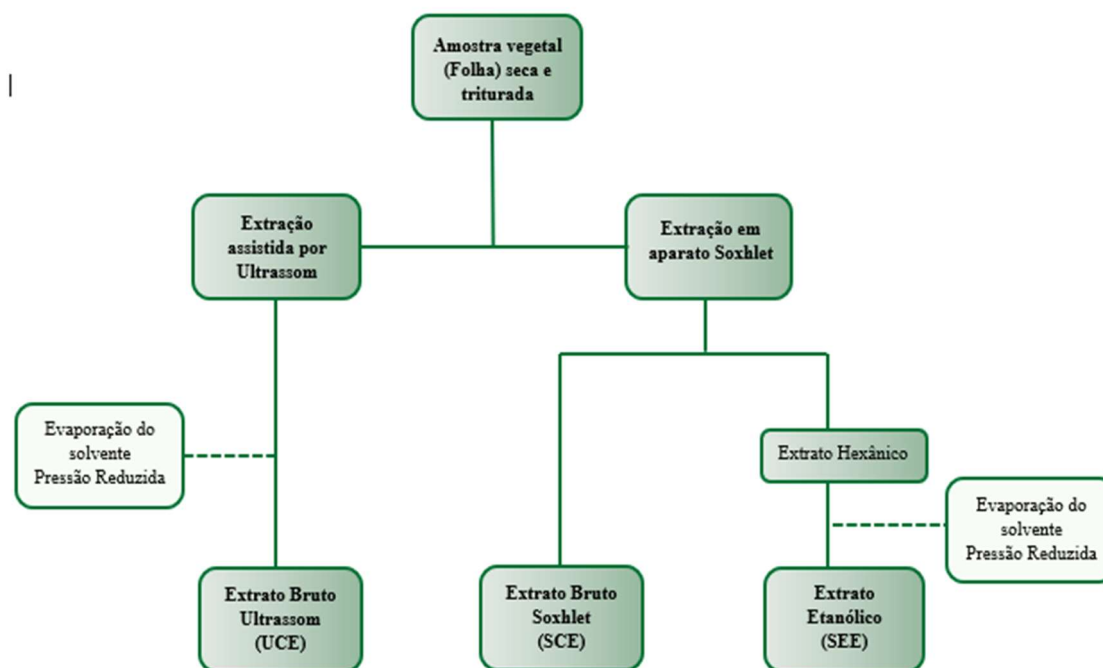 Amostra vegetal
(Folha) seca e
triturada
Extração
assistida por
Ultrassom
Extração em
aparato Soxhlet
Evaporação do
solvente
Pressão Reduzida
Extrato Hexânico
Evaporação do
solvente
Pressão Reduzida
Extrato Bruto
Ultrassom
(UCE)
Extrato Bruto
Soxhlet
(SCE)
Extrato
Etanólico
(SEE)